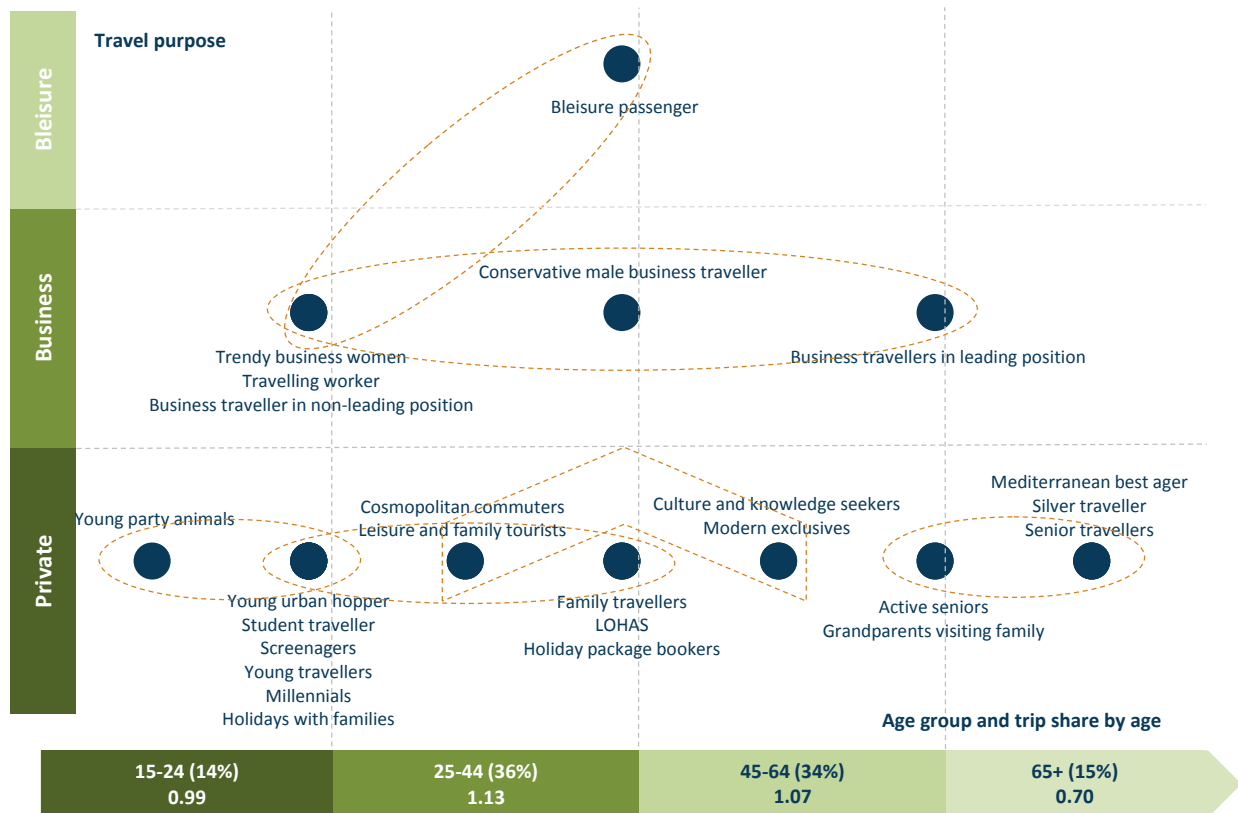 Travel purpose
Bleisure
Bleisure passenger
Business
Conservative male business traveller
Trendy business women
Travelling worker
Business traveller in non-leading position
Business travellers in leading position
Private
Young party animals
Cosmopolitan commuters
Leisure and family tourists
Culture and knowledge seekers
Modern exclusives
Mediterranean best ager
Silver traveller
Senior travellers
Young urban hopper
Student traveller
Screenagers
Young travellers
Millennials
Holidays with families
Family travellers
LOHAS
Holiday package bookers
Active seniors
Grandparents visiting family
Age group and trip share by age
15-24 (14%)
0.99
25-44 (36%)
1.13
45-64 (34%)
1.07
65+ (15%)
0.70